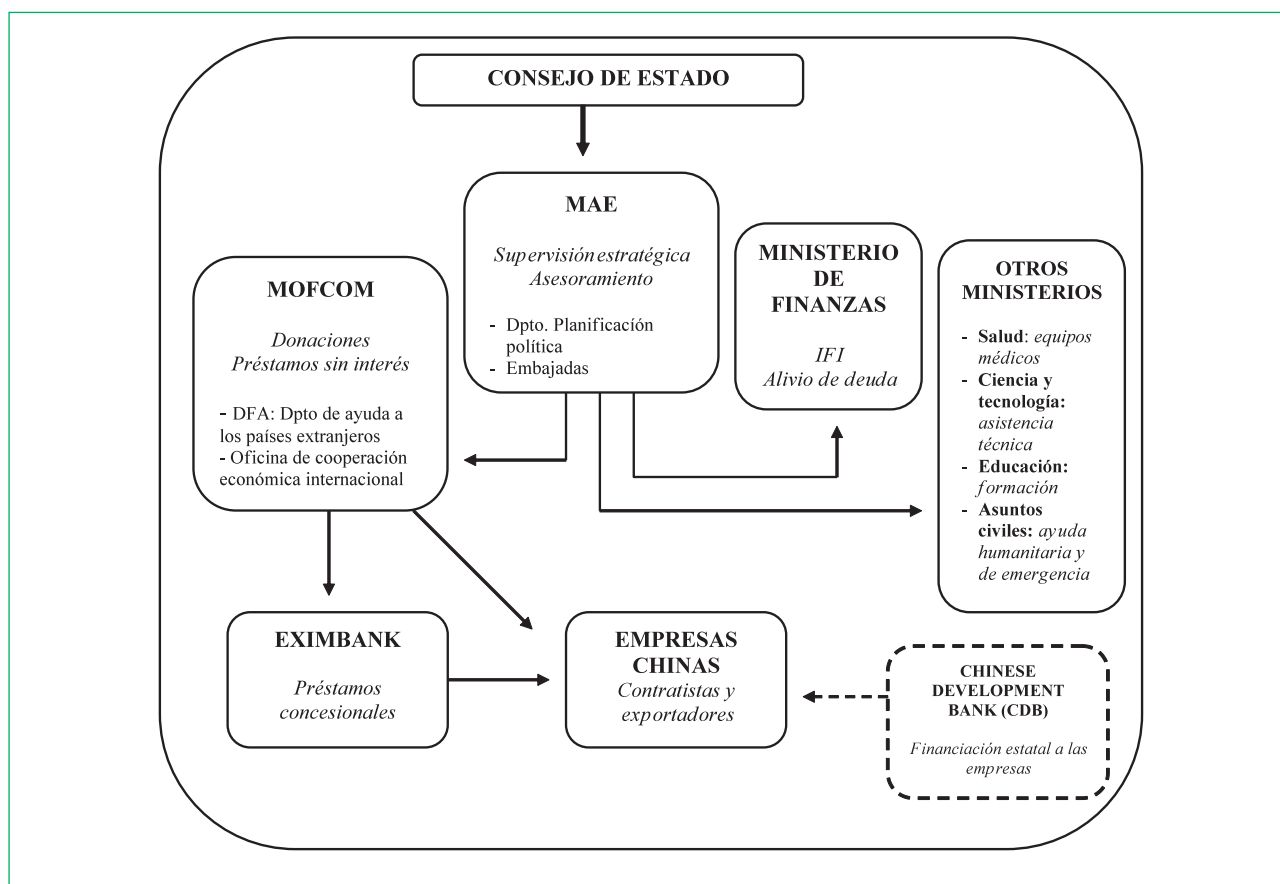 CONSEJO DE ESTADO
MAE
Supervisión estratégica
Asesoramiento
- Dpto. Planificación
política
- Embajadas
MOFCOM
Donaciones
Préstamos sin interés
- DFA: Dpto de ayuda a
los países extranjeros
- Oficina de cooperación
económica internacional
MINISTERIO
DE
FINANZAS
IFI
Alivio de deuda
OTROS
MINISTERIOS
- Salud: equipos
médicos
- Ciencia y
tecnología:
asistencia
técnica
- Educación:
formación
- Asuntos
civiles: ayuda
humanitaria y
de emergencia
EXIMBANK
Préstamos
concesionales
EMPRESAS
CHINAS
Contratistas y
exportadores
CHINESE
DEVELOPMENT
BANK (CDB)
Financiación estatal a las
empresas